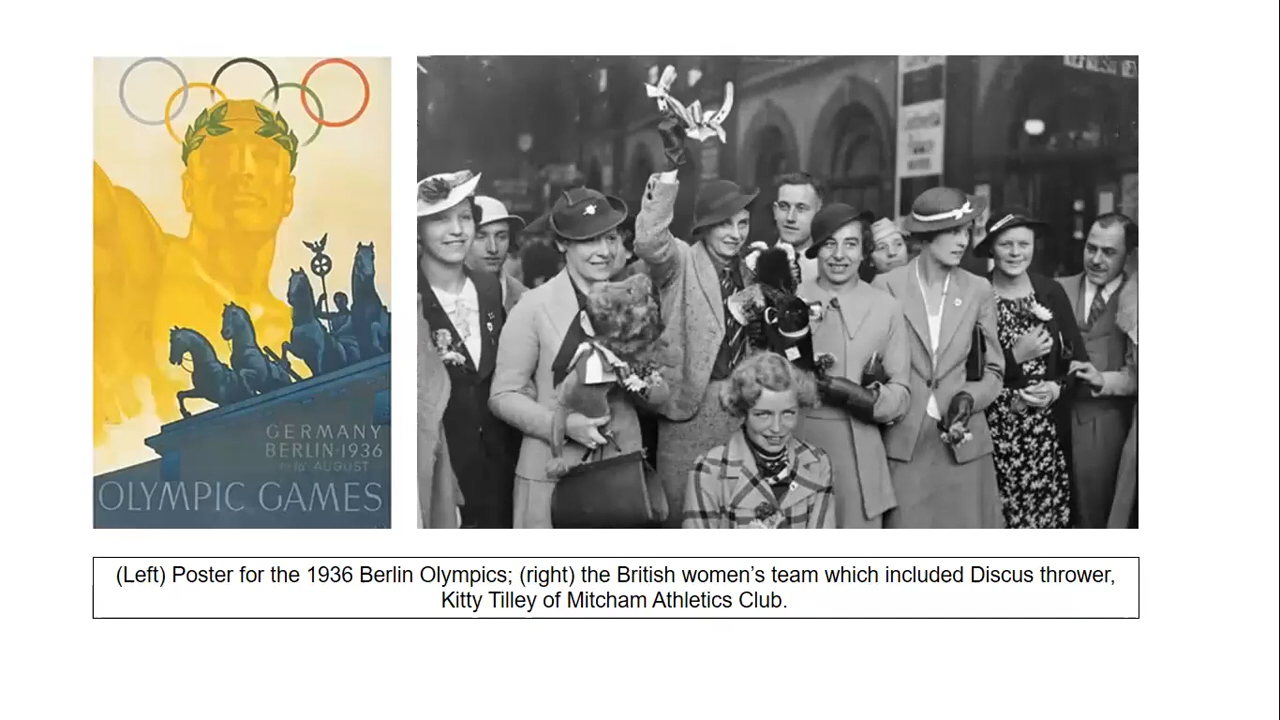 GERMANY
BERLIN·1936
AUGUST
OLYMPIC GAMES
(Left) Poster for the 1936 Berlin Olympics; (right) the British women’s team which included Discus thrower,
Kitty Tilley of Mitcham Athletics Club.